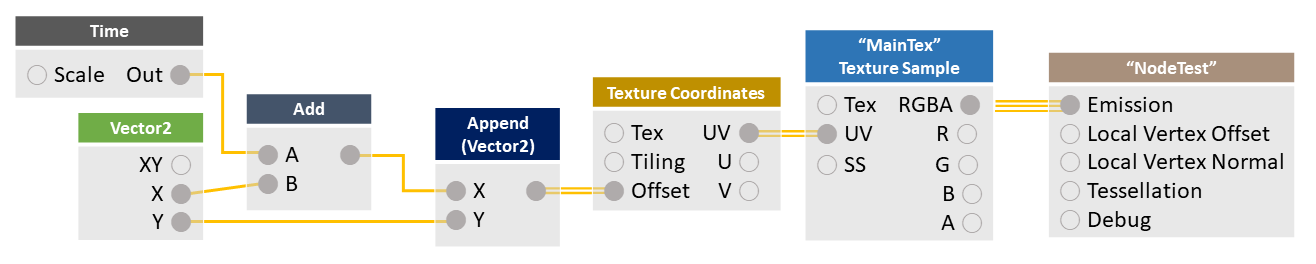 Time
Scale Out
Vector2
XY
X
Y
Add
A
B
Append
(Vector2)
X
Y
Texture Coordinates
Tex UV
Tiling U
Offset V
“MainTex”
Texture Sample
Tex RGBA
UV R
SS G
B
A
“NodeTest”
Emission
Local Vertex Offset
Local Vertex Normal
Tessellation
Debug